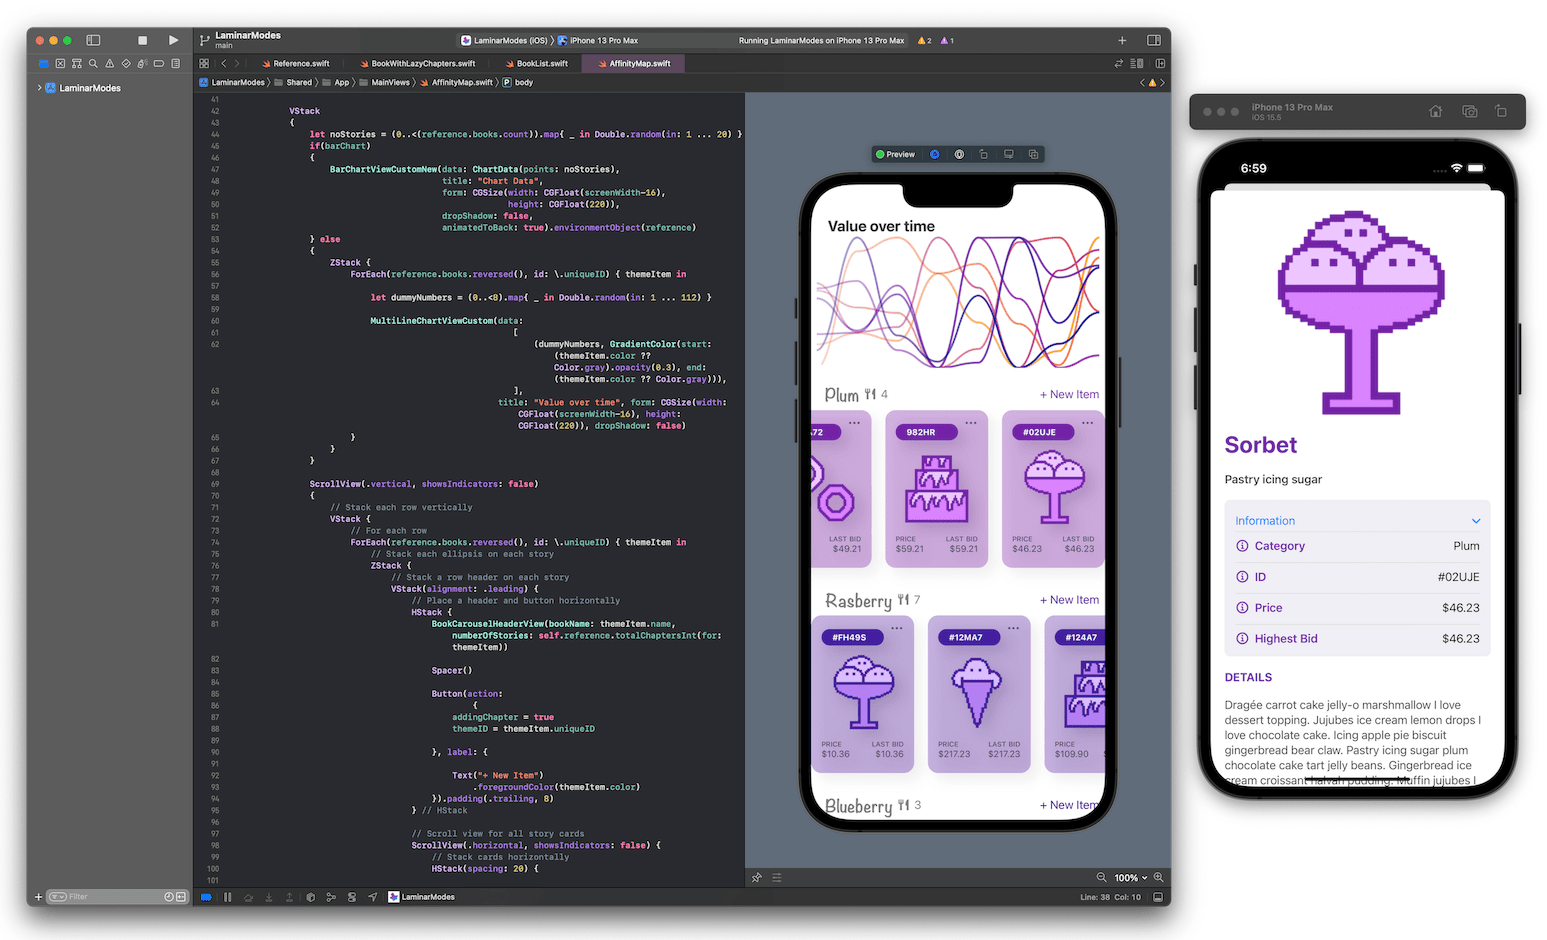 LaminarModes
main
LaminarModes (iOS) 〉 iPhone 13 Pro Max
Running LaminarModes on iPhone 13 Pro Max
2
1
Reference.swift
BookWithLazyChapters.swift
BookList.swift
AffinityMap.swift
LaminarModes
LaminarModes 〉 Shared 〉 App 〉 MainViews 〉 AffinityMap.swift 〉 P body
41
42 VStack
43 {
44 let noStories = (0..<(reference.books.count)).map{ _ in Double.random(in: 1 ... 20) }
45 if(barChart)
46 {
47 BarChartViewCustomNew(data: ChartData(points: noStories),
48 title: "Chart Data",
49 form: CGSize(width: CGFloat(screenWidth-16),
50 height: CGFloat(220)),
51 dropShadow: false,
52 animatedToBack: true).environmentObject(reference)
53 } else
54 {
55 ZStack {
56 ForEach(reference.books.reversed(), id: \.uniqueID) { themeItem in
57
58 let dummyNumbers = (0..<8).map{ _ in Double.random(in: 1 ... 112) }
59
60 MultiLineChartViewCustom(data:
61 [
62 (dummyNumbers, GradientColor(start:
(themeItem.color ??
Color.gray).opacity(0.3), end:
(themeItem.color ?? Color.gray))),
63 ],
64 title: "Value over time", form: CGSize(width:
CGFloat(screenWidth-16), height:
CGFloat(220)), dropShadow: false)
65 }
66 }
67 }
68
69 ScrollView(.vertical, showsIndicators: false)
70 {
71 // Stack each row vertically
72 VStack {
73 // For each row
74 ForEach(reference.books.reversed(), id: \.uniqueID) { themeItem in
75 // Stack each ellipsis on each story
76 ZStack {
77 // Stack a row header on each story
78 VStack(alignment: .leading) {
79 // Place a header and button horizontally
80 HStack {
81 BookCarouselHeaderView(bookName: themeItem.name,
numberOfStories: self.reference.totalChaptersInt(for:
themeItem))
82
83 Spacer()
84
85 Button(action:
86 {
87 addingChapter = true
88 themeID = themeItem.uniqueID
89
90 }, label: {
91
92 Text("+ New Item")
93 .foregroundColor(themeItem.color)
94 }).padding(.trailing, 8)
95 } // HStack
96
97 // Scroll view for all story cards
98 ScrollView(.horizontal, showsIndicators: false) {
99 // Stack cards horizontally
100 HStack(spacing: 20) {
101
Filter
LaminarModes
Preview
Value over time
Plum 4
+ New Item
A72
982HR
#02UJE
LAST BID
$49.21
PRICE LAST BID
$59.21 $59.21
PRICE LAST BID
$46.23 $46.23
Rasberry 7
+ New Item
#FH49S
#12MA7
#124A7
PRICE LAST BID
$10.36 $10.36
PRICE LAST BID
$217.23 $217.23
PRICE
$109.90
Blueberry 3
+ New Item
100%
Line: 38 Col: 10
iPhone 13 Pro Max
iOS 15.5
6:59
Sorbet
Pastry icing sugar
Information
Category Plum
ID #02UJE
Price $46.23
Highest Bid $46.23
DETAILS
Dragée carrot cake jelly-o marshmallow I love
dessert topping. Jujubes ice cream lemon drops I
love chocolate cake. Icing apple pie biscuit
gingerbread bear claw. Pastry icing sugar plum
chocolate cake tart jelly beans. Gingerbread ice
cream croissant halvah pudding. Muffin jujubes I